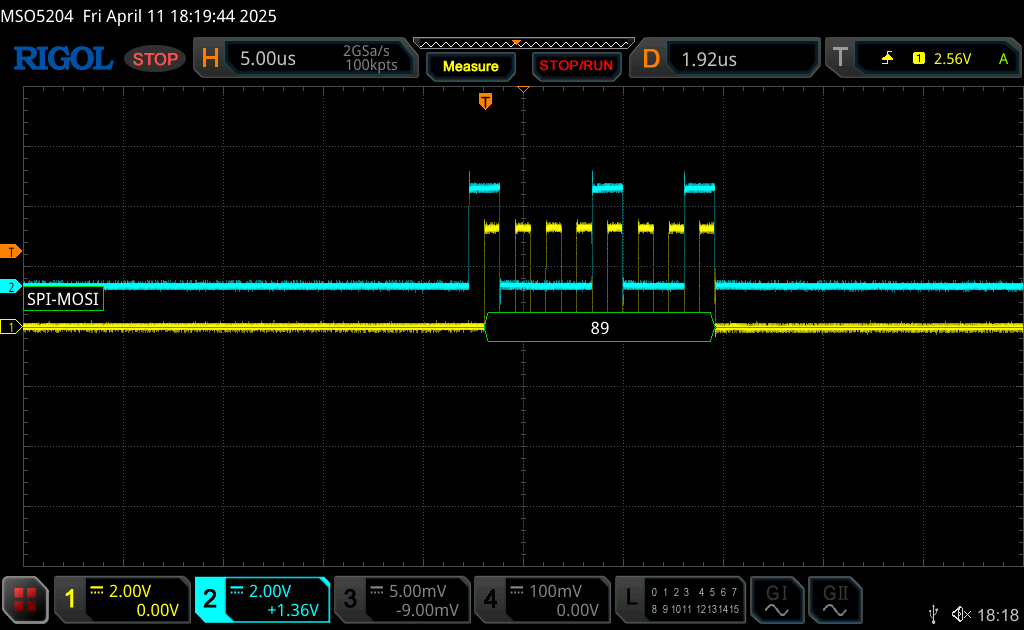 MSO5204 Fri April 11 18:19:44 2025
RIGOL STOP H 5.00us 2GSa/s 100kpts Measure STOP/RUN D 1.92us T 1 2.56V A
T
T
2
SPI-MOSI
1
89
1 2.00V 0.00V 2 2.00V +1.36V 3 5.00mV -9.00mV 4 100mV 0.00V L 0 1 2 3 4 5 6 7 8 9 10 11 12 13 14 15 GI GII
18:18